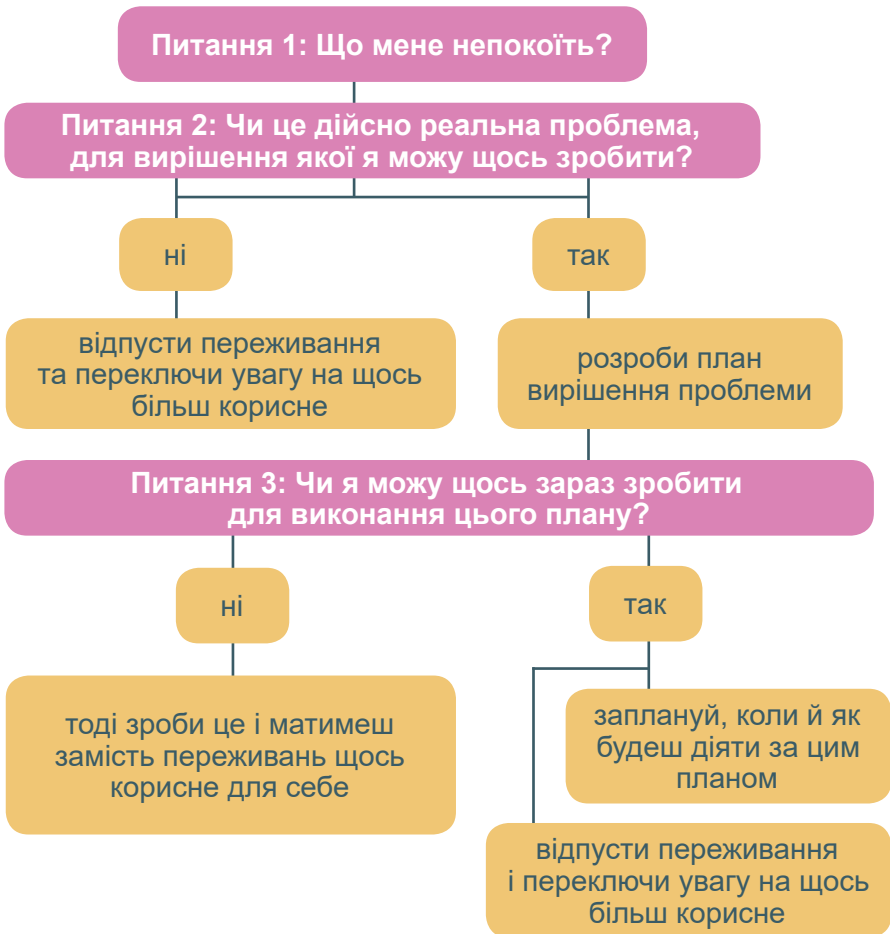 Питання 1: Що мене непокоїть?
Питання 2: Чи це дійсно реальна проблема,
для вирішення якої я можу щось зробити?
ні
так
відпусти переживання
та переключи увагу на щось
більш корисне
розроби план
вирішення проблеми
Питання 3: Чи я можу щось зараз зробити
для виконання цього плану?
ні
так
тоді зроби це і матимеш
замість переживань щось
корисне для себе
заплануй, коли й як
будеш діяти за цим
планом
відпусти переживання
і переключи увагу на щось
більш корисне